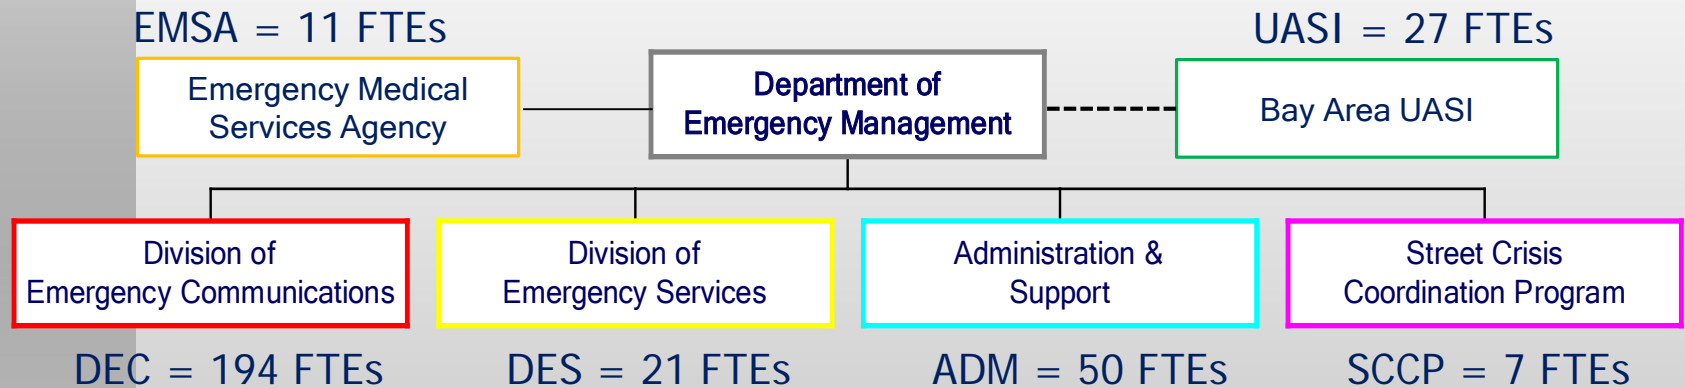 EMSA = 11 FTEs
UASI = 27 FTEs
Emergency Medical
Services Agency
Department of
Emergency Management
Bay Area UASI
Division of
Emergency Communications
Division of
Emergency Services
Administration &
Support
Street Crisis
Coordination Program
DEC = 194 FTEs
DES = 21 FTEs
ADM = 50 FTEs
SCCP = 7 FTEs